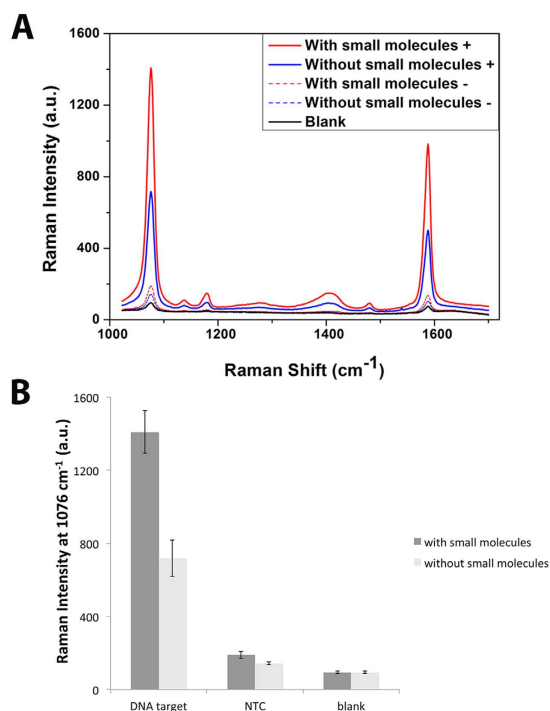 A
Raman Intensity (a.u.)
1600
1400
1200
800
400
0
With small molecules +
Without small molecules +
With small molecules -
Without small molecules -
Blank
1000 1200 1400 1600
Raman Shift (cm-1)
B
Raman Intensity at 1076 cm-1 (a.u.)
1600
1200
800
400
0
with small molecules
without small molecules
DNA target NTC blank